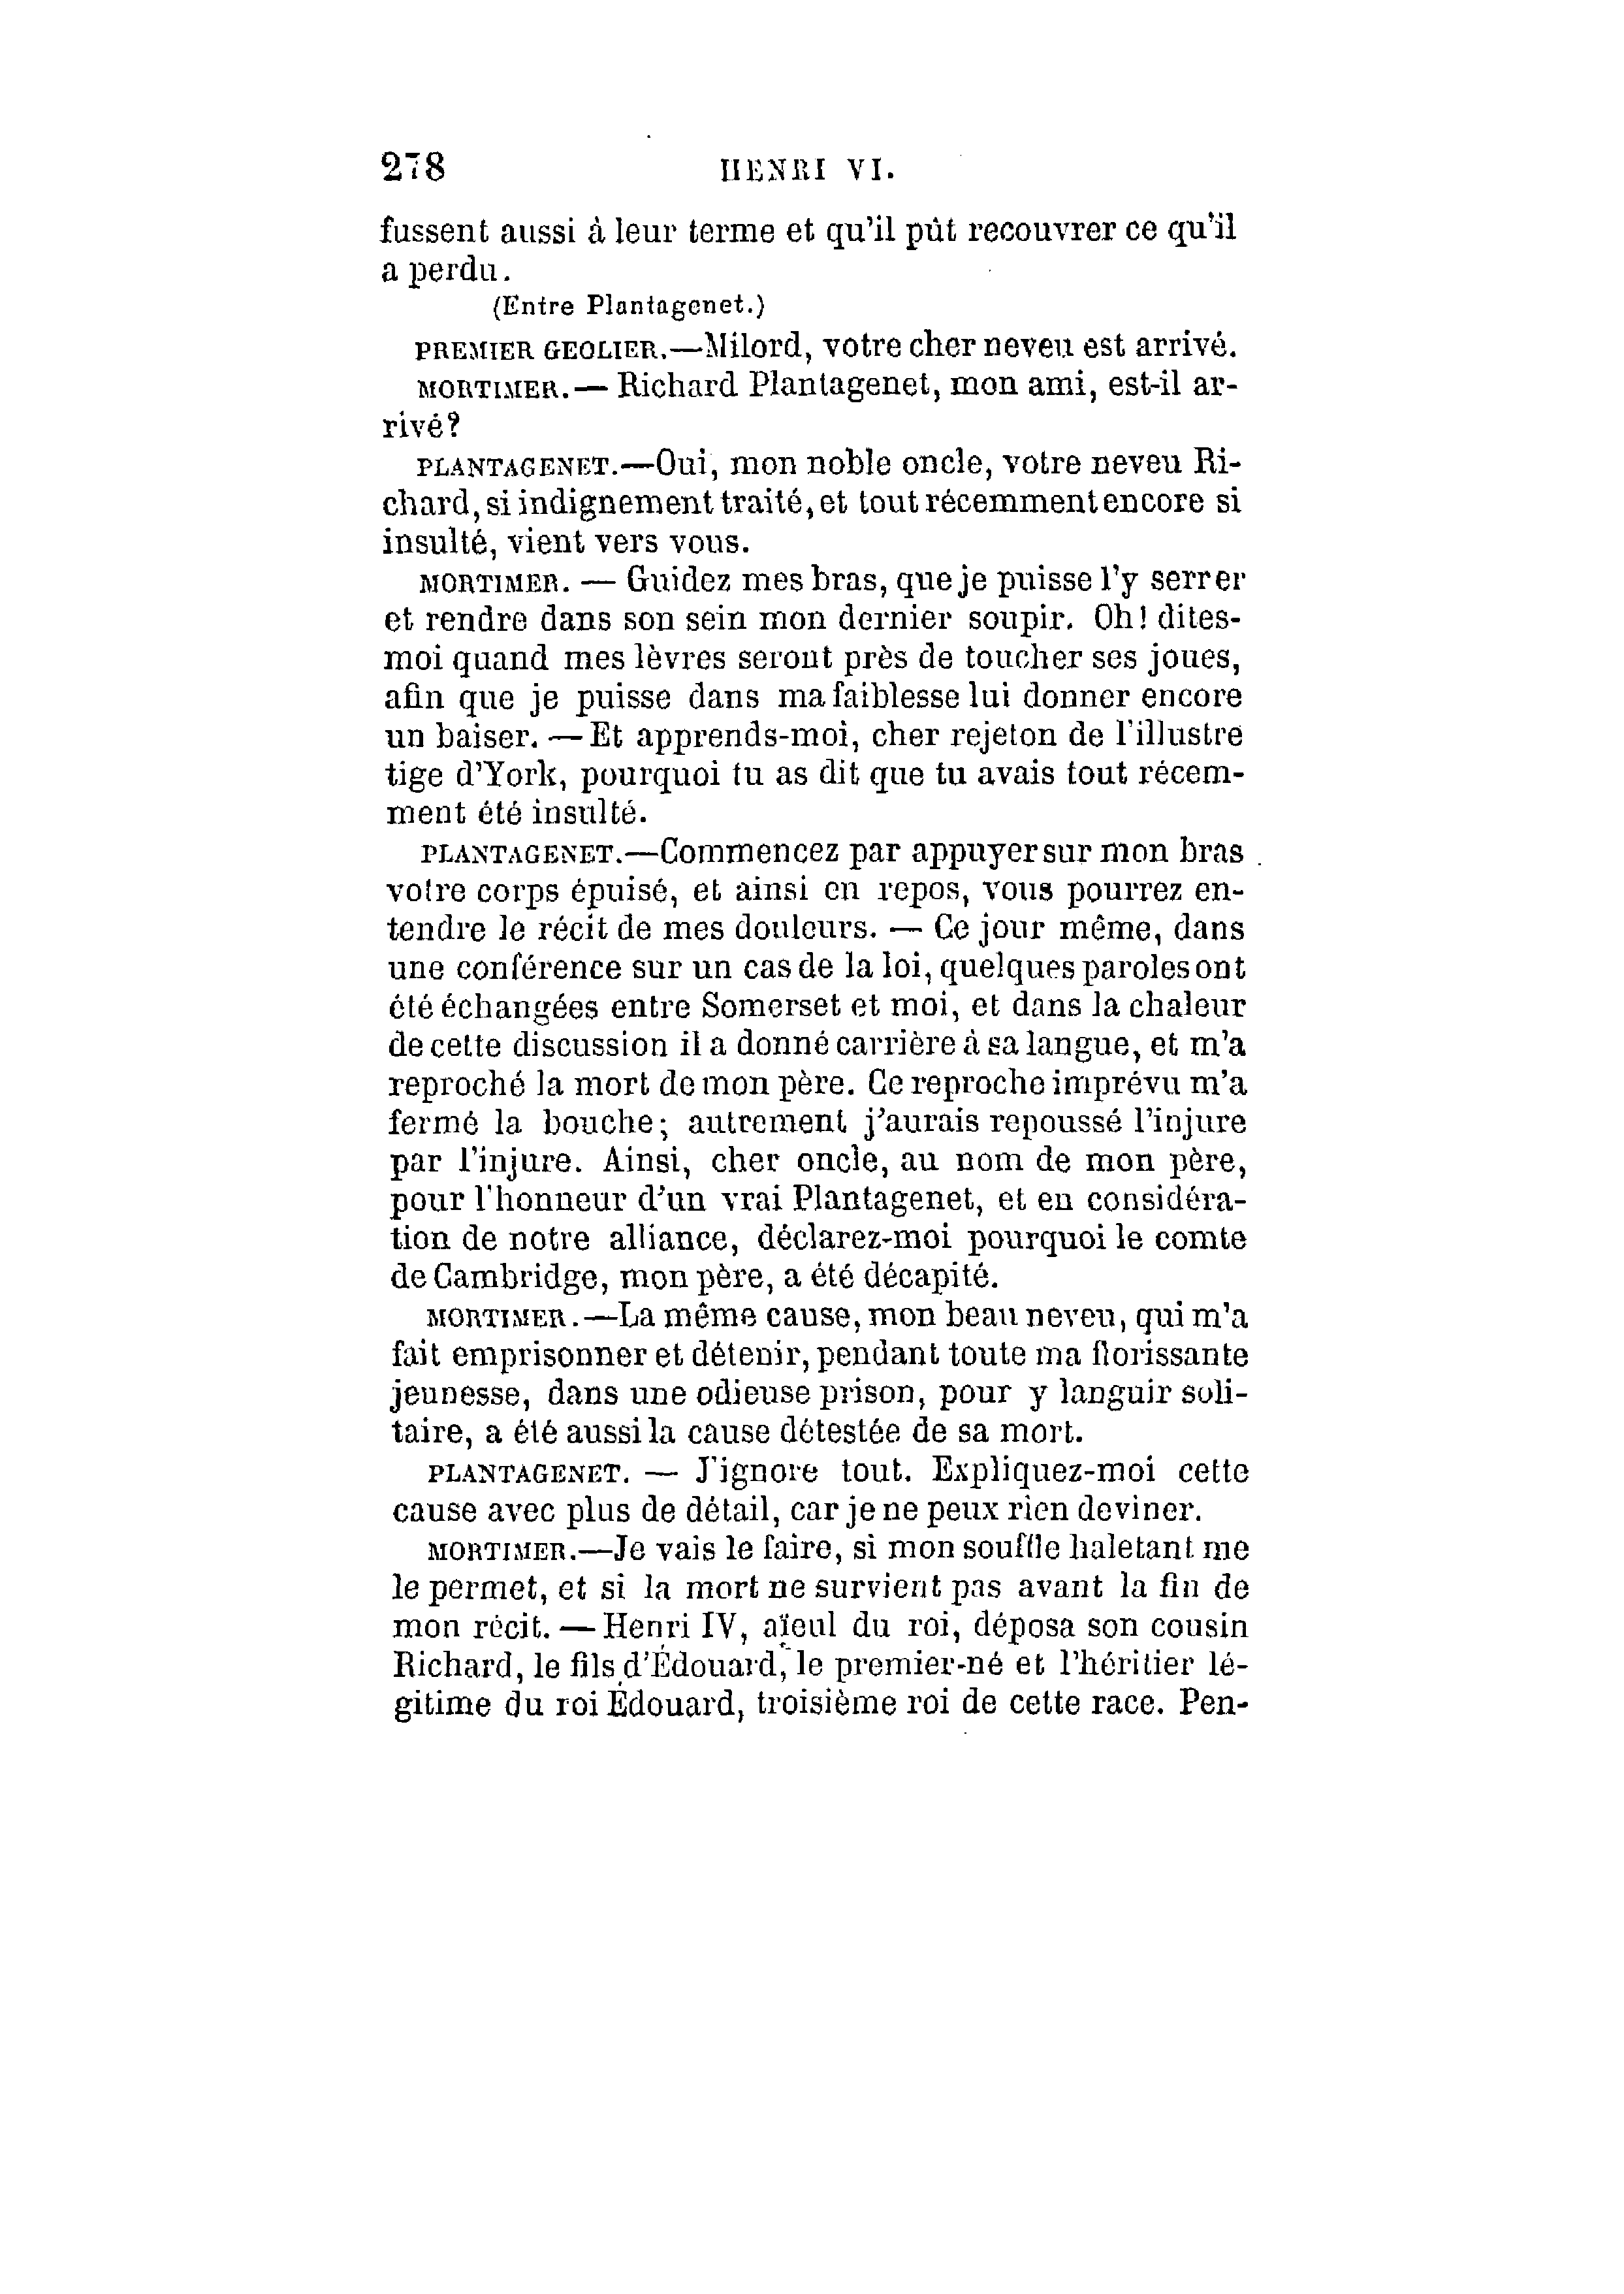 278 HENRI VI.
fussent aussi à leur terme et qu'il pût recouvrer ce qu'il
a perdu.
(Entre Plantagenet.)
PREMIER GEOLIER.—Milord, votre cher neveu est arrivé.
MORTIMER.— Richard Plantagenet, mon ami, est-il ar-
rivé?
PLANTAGENET.—Oui, mon noble oncle, votre neveu Ri-
chard, si indignement traité, et tout récemment encore si
insulté, vient vers vous.
MORTIMER. — Guidez mes bras, que je puisse l'y serrer
et rendre dans son sein mon dernier soupir. Oh! dites-
moi quand mes lèvres seront près de toucher ses joues,
afin que je puisse dans ma faiblesse lui donner encore
un baiser. — Et apprends-moi, cher rejeton de l'illustre
tige d'York, pourquoi tu as dit que tu avais tout récem-
ment été insulté.
PLANTAGENET.—Commencez par appuyer sur mon bras
votre corps épuisé, et ainsi en repos, vous pourrez en-
tendre le récit de mes douleurs. — Ce jour même, dans
une conférence sur un cas de la loi, quelques paroles ont
été échangées entre Somerset et moi, et dans la chaleur
de cette discussion il a donné carrière à sa langue, et m'a
reproché la mort de mon père. Ce reproche imprévu m'a
fermé la bouche; autrement j'aurais repoussé l'injure
par l'injure. Ainsi, cher oncle, au nom de mon père,
pour l'honneur d'un vrai Plantagenet, et en considéra-
tion de notre alliance, déclarez-moi pourquoi le comte
de Cambridge, mon père, a été décapité.
MORTIMER.—La même cause, mon beau neveu, qui m'a
fait emprisonner et détenir, pendant toute ma florissante
jeunesse, dans une odieuse prison, pour y languir soli-
taire, a été aussi la cause détestée de sa mort.
PLANTAGENET. — J'ignore tout. Expliquez-moi cette
cause avec plus de détail, car je ne peux rien deviner.
MORTIMER.—Je vais le faire, si mon souffle haletant me
le permet, et si la mort ne survient pas avant la fin de
mon récit. — Henri IV, aïeul du roi, déposa son cousin
Richard, le fils d'Édouard, le premier-né et l'héritier lé-
gitime du roi Édouard, troisième roi de cette race. Pen-